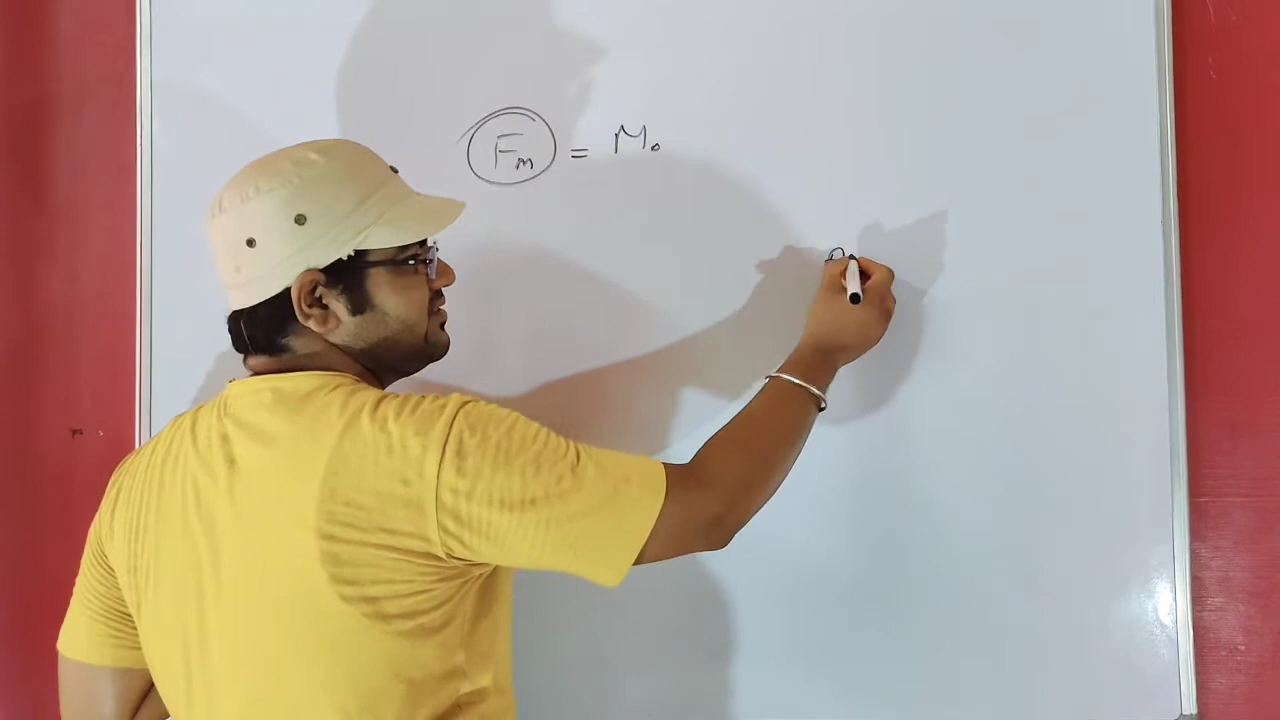 Fm = M₀